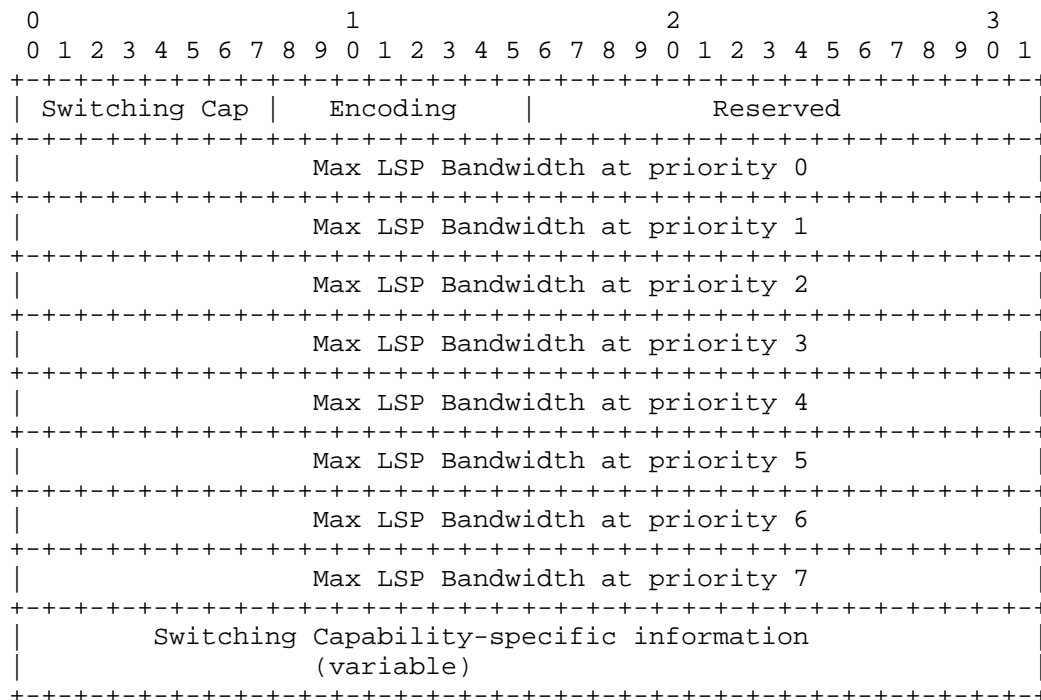 0                   1                   2                   3
 0 1 2 3 4 5 6 7 8 9 0 1 2 3 4 5 6 7 8 9 0 1 2 3 4 5 6 7 8 9 0 1
+-+-+-+-+-+-+-+-+-+-+-+-+-+-+-+-+-+-+-+-+-+-+-+-+-+-+-+-+-+-+-+-+
| Switching Cap |   Encoding    |           Reserved            |
+-+-+-+-+-+-+-+-+-+-+-+-+-+-+-+-+-+-+-+-+-+-+-+-+-+-+-+-+-+-+-+-+
|                  Max LSP Bandwidth at priority 0              |
+-+-+-+-+-+-+-+-+-+-+-+-+-+-+-+-+-+-+-+-+-+-+-+-+-+-+-+-+-+-+-+-+
|                  Max LSP Bandwidth at priority 1              |
+-+-+-+-+-+-+-+-+-+-+-+-+-+-+-+-+-+-+-+-+-+-+-+-+-+-+-+-+-+-+-+-+
|                  Max LSP Bandwidth at priority 2              |
+-+-+-+-+-+-+-+-+-+-+-+-+-+-+-+-+-+-+-+-+-+-+-+-+-+-+-+-+-+-+-+-+
|                  Max LSP Bandwidth at priority 3              |
+-+-+-+-+-+-+-+-+-+-+-+-+-+-+-+-+-+-+-+-+-+-+-+-+-+-+-+-+-+-+-+-+
|                  Max LSP Bandwidth at priority 4              |
+-+-+-+-+-+-+-+-+-+-+-+-+-+-+-+-+-+-+-+-+-+-+-+-+-+-+-+-+-+-+-+-+
|                  Max LSP Bandwidth at priority 5              |
+-+-+-+-+-+-+-+-+-+-+-+-+-+-+-+-+-+-+-+-+-+-+-+-+-+-+-+-+-+-+-+-+
|                  Max LSP Bandwidth at priority 6              |
+-+-+-+-+-+-+-+-+-+-+-+-+-+-+-+-+-+-+-+-+-+-+-+-+-+-+-+-+-+-+-+-+
|                  Max LSP Bandwidth at priority 7              |
+-+-+-+-+-+-+-+-+-+-+-+-+-+-+-+-+-+-+-+-+-+-+-+-+-+-+-+-+-+-+-+-+
|        Switching Capability-specific information              |
|                  (variable)                                   |
+-+-+-+-+-+-+-+-+-+-+-+-+-+-+-+-+-+-+-+-+-+-+-+-+-+-+-+-+-+-+-+-+